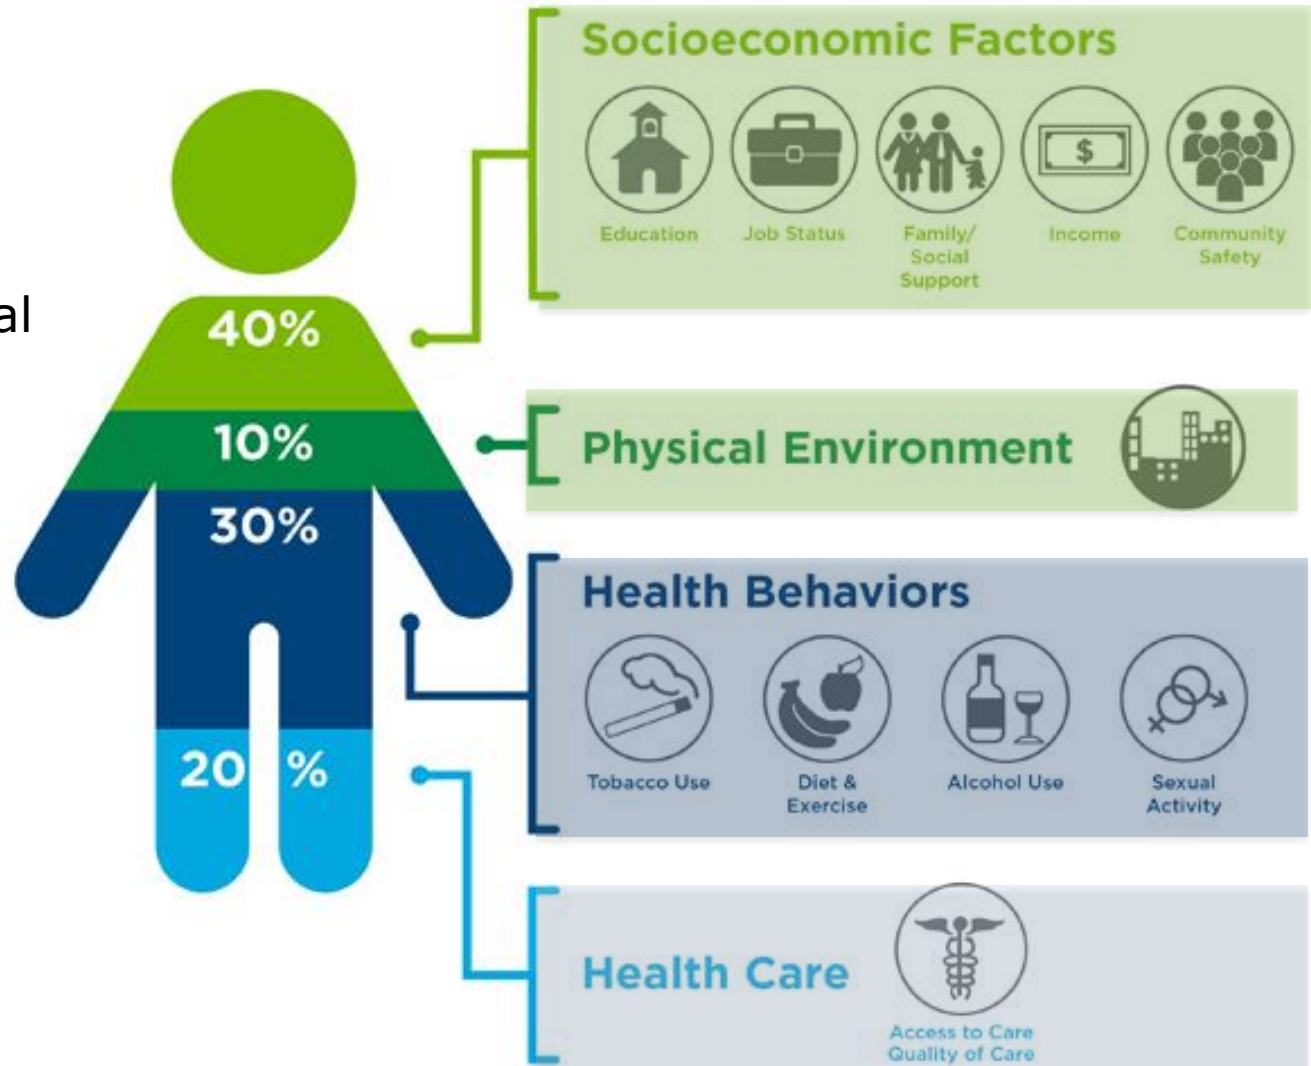 Socioeconomic Factors
$
Education
Job Status
Family/
Social
Support
Income
Community
Safety
al
40%
10%
Physical Environment
30%
Health Behaviors
Tobacco Use
Diet &
Exercise
Alcohol Use
Sexual
Activity
20 %
Health Care
Access to Care
Quality of Care